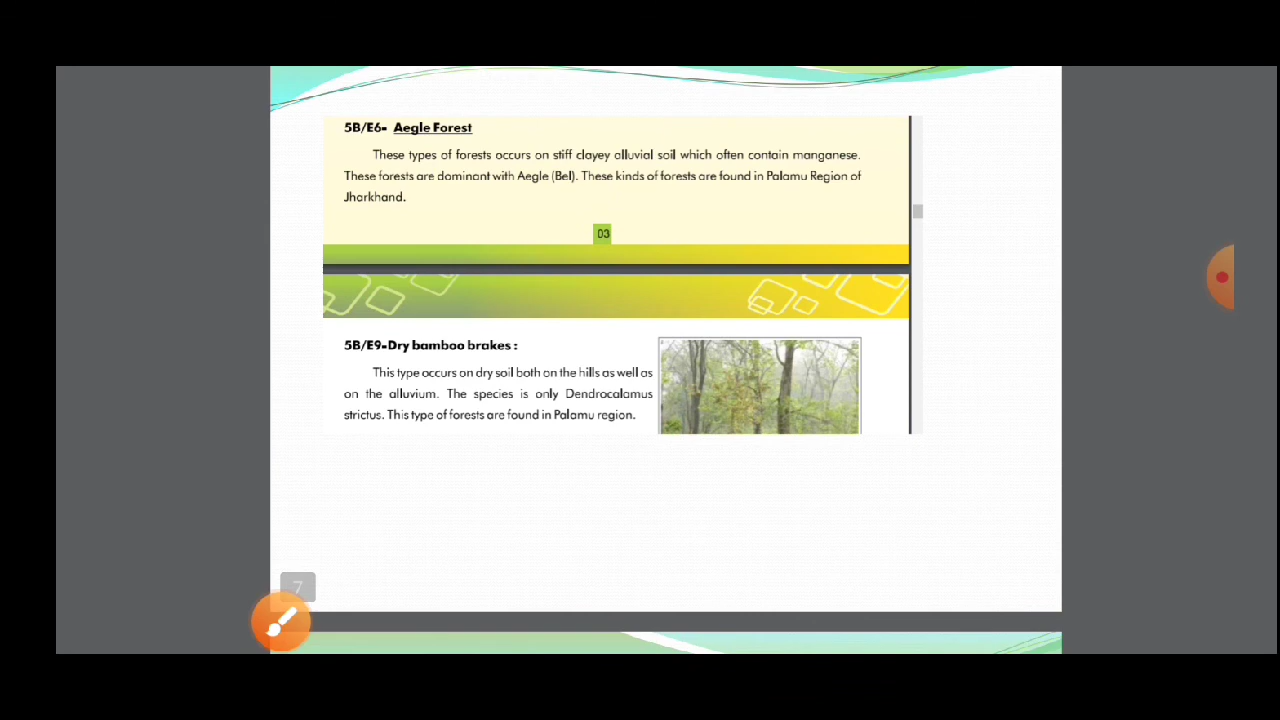 5B/E6- Aegle Forest
These types of forests occurs on stiff clayey alluvial soil which often contain manganese.
These forests are dominant with Aegle (Bel). These kinds of forests are found in Palamu Region of
Jharkhand.
03
5B/E9-Dry bamboo brakes :
This type occurs on dry soil both on the hills as well as
on the alluvium. The species is only Dendrocalamus
strictus. This type of forests are found in Palamu region.
7